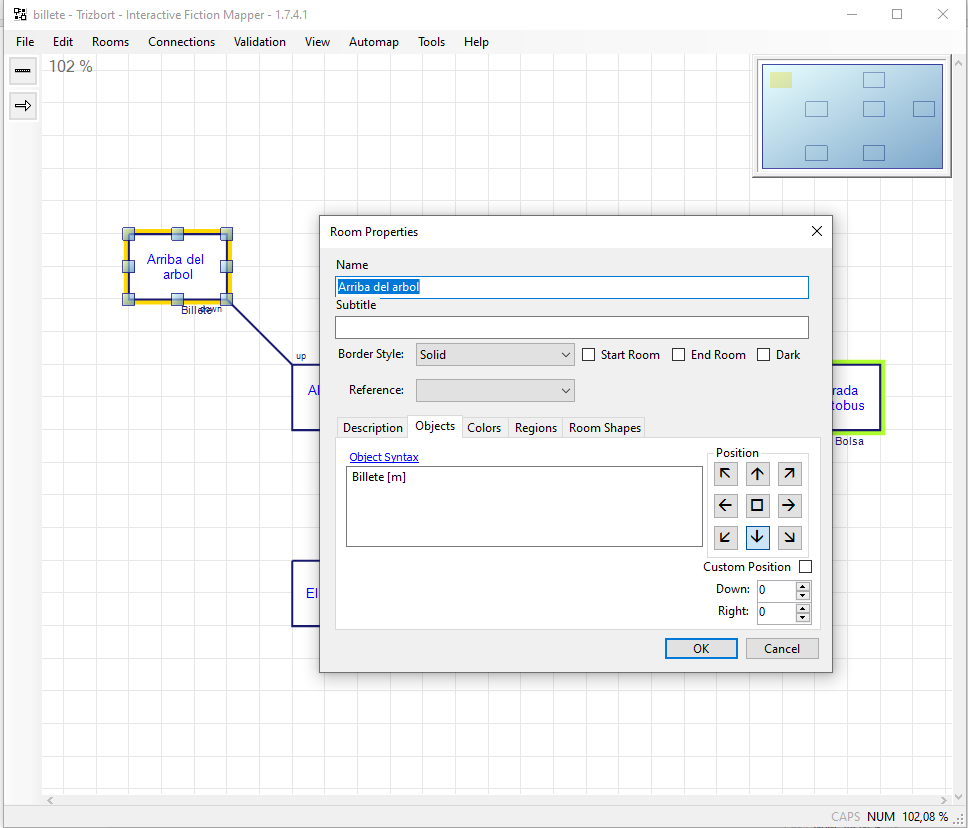 billete - Trizbort - Interactive Fiction Mapper - 1.7.4.1
File Edit Rooms Connections Validation View Automap Tools Help
102 %
Arriba del
arbol
Billete
down
up
Al
El
rada
tobus
Bolsa
Room Properties
Name
Arriba del arbol
Subtitle
Border Style: Solid Start Room End Room Dark
Reference:
Description Objects Colors Regions Room Shapes
Object Syntax
Billete [m]
Position
Custom Position
Down: 0
Right: 0
OK Cancel
CAPS NUM 102,08 %